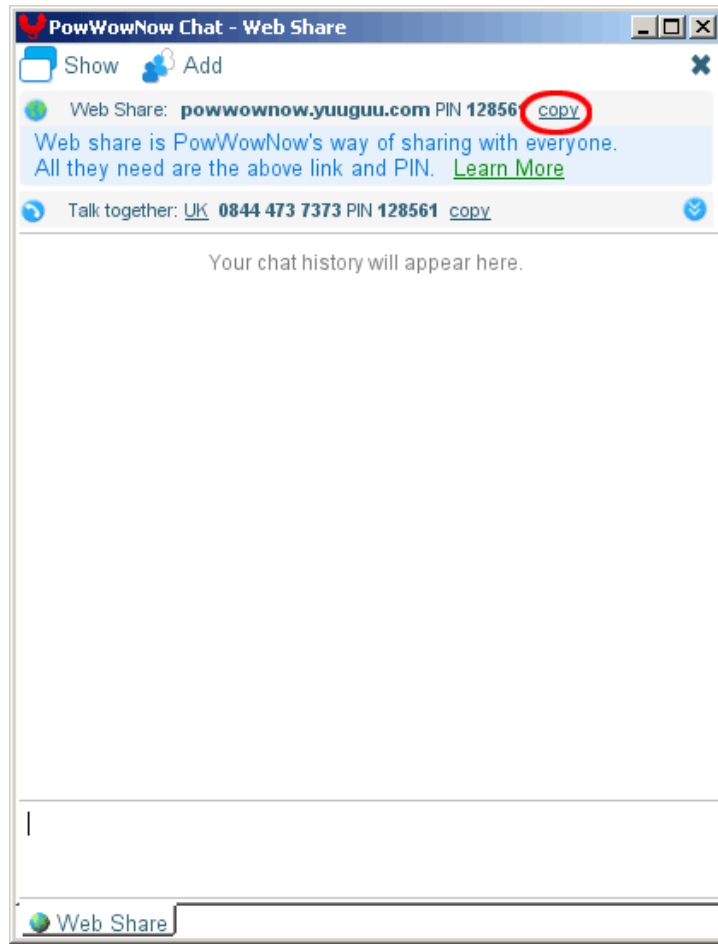 PowWowNow Chat - Web Share
Show Add
Web Share: powwownow.yuuguu.com PIN 128561 copy
Web share is PowWowNow's way of sharing with everyone.
All they need are the above link and PIN. Learn More
Talk together: UK 0844 473 7373 PIN 128561 copy
Your chat history will appear here.
Web Share